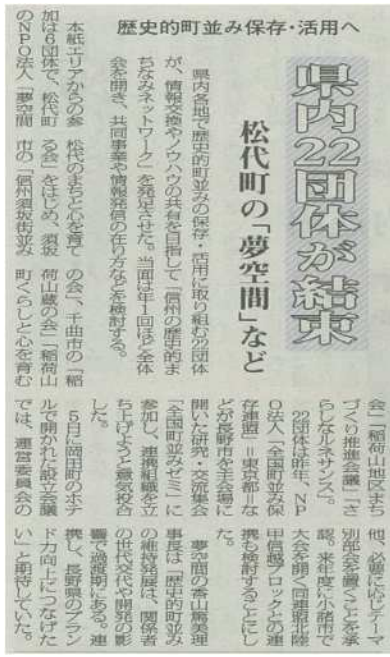 歴史的町並み保存・活用へ
県内22団体が結束
松代町の「夢空間」など
県内各地で歴史的町並みの保存・活用に取り組む22団体
が、情報交換やノウハウの共有を目指して「信州の歴史的ま
ちなみネットワーク」を発足させた。当面は年1回ほど全体
会を開き、共同事業や情報発信の在り方などを検討する。
本紙エリアからの参
加は6団体で、松代町
のNPO法人「夢空間
松代のまちと心を育て
る会」をはじめ、須坂
市の「信州須坂町並み
の会」、千曲市の「稲
荷山蔵の会」「稲荷山
町くらしと心を育む
会」「稲荷山地区まち
づくり推進会議」「さ
らしなルネサンス」。
22団体は昨年、NP
O法人「全国町並み保
存連盟」=東京都=な
どが長野市を主会場に
開いた研究・交流集会
「全国町並みゼミ」に
参加し、連携組織を立
ち上げようと意気投合
した。
5日に岡田町のホテ
ルで開かれた設立会議
では、運営委員会の
他、必要に応じテーマ
別部会を置くことを承
認。来年度に小諸市で
大会を開く同連盟北陸
甲信越ブロックとの連
携も検討することにし
た。
夢空間の香山篤美理
事長は「歴史的町並み
の維持発展は、関係者
の世代交代や開発の影
響で、過渡期にある。連
携し、長野県のブラン
ド力向上につなげた
い」と期待していた。